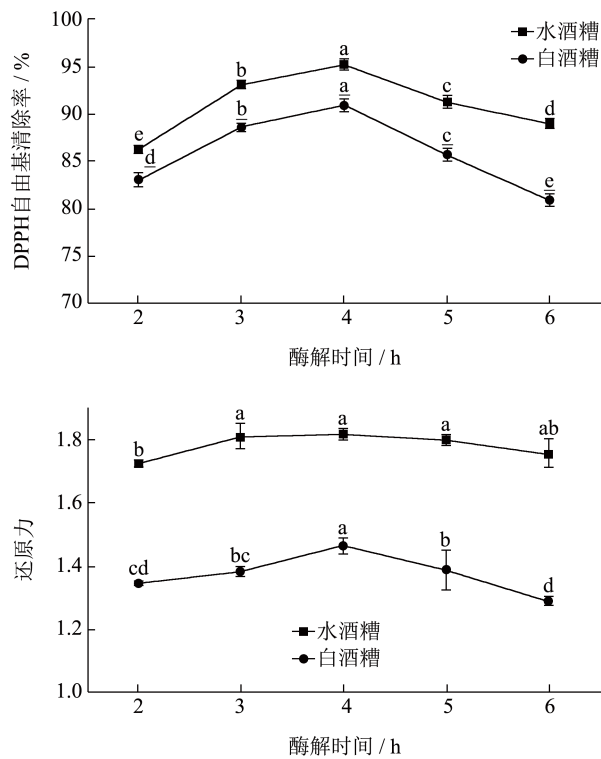 100
95
90
85
80
75
70
DPPH自由基清除率 / %
水酒糟
白酒糟
e
b
a
c
d
d
b
a
c
e
2 3 4 5 6
酶解时间 / h
1.8
1.6
1.4
1.2
1.0
还原力
b
a
a
a
ab
cd
bc
a
b
d
水酒糟
白酒糟
2 3 4 5 6
酶解时间 / h